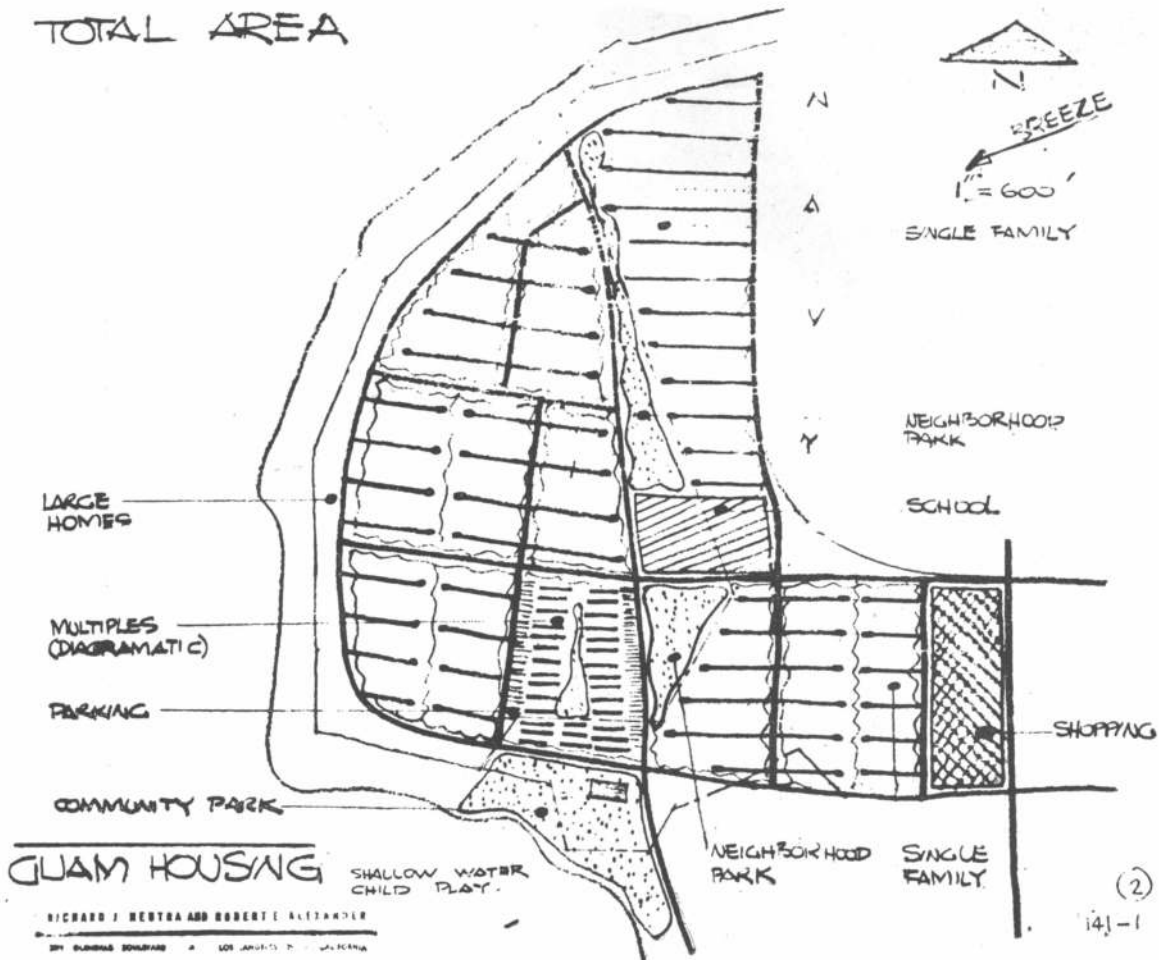 TOTAL AREA
N
BREEZE
1" = 600'
SINGLE FAMILY
N
A
V
Y
NEIGHBORHOOD
PARK
SCHOOL
LARGE
HOMES
MULTIPLES
(DIAGRAMATIC)
PARKING
SHOPPING
COMMUNITY PARK
NEIGHBORHOOD
PARK
SINGLE
FAMILY
GUAM HOUSING
SHALLOW WATER
CHILD PLAY.
RICHARD J NEUTRA AND ROBERT E ALEXANDER
BOULEVARD LOS ANGELES CALIFORNIA
(2)
141-1